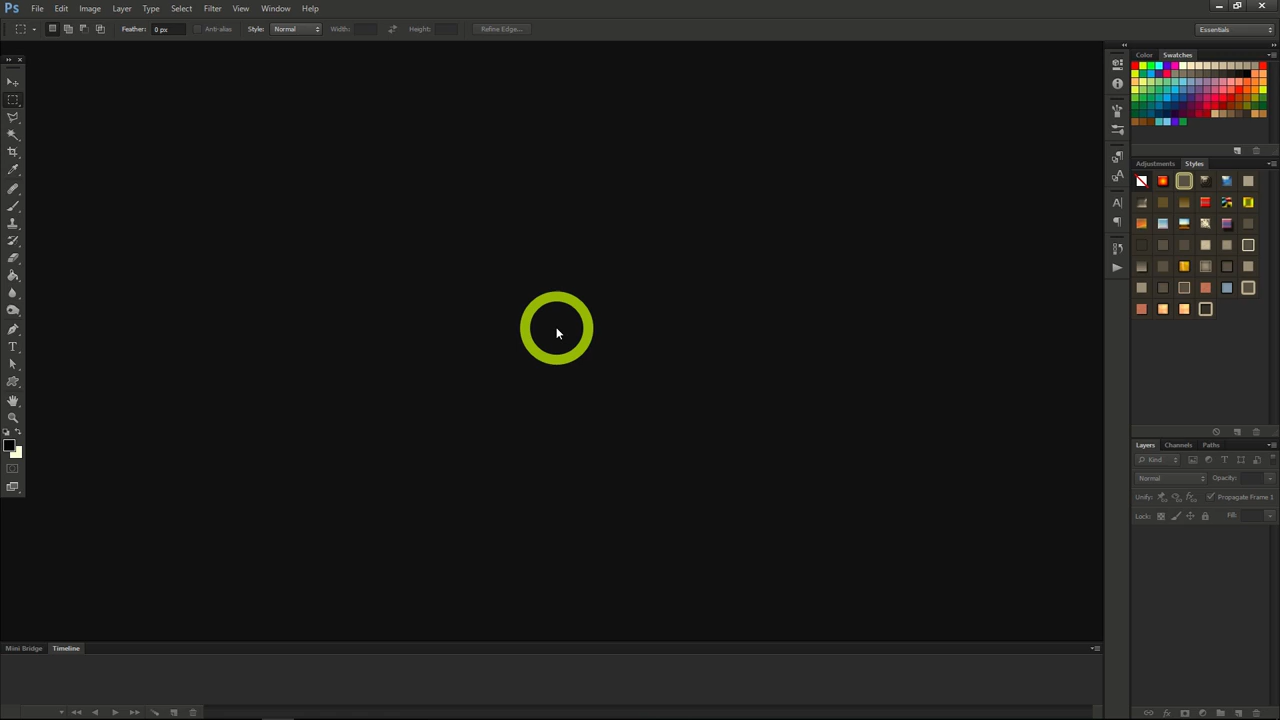 Ps File Edit Image Layer Type Select Filter View Window Help
Feather: 0 px Anti-alias Style: Normal Width: Height: Refine Edge... Essentials
Color Swatches
Adjustments Styles
Layers Channels Paths
Kind
Normal Opacity:
Unify: Propagate Frame 1
Lock: Fill:
Mini Bridge Timeline